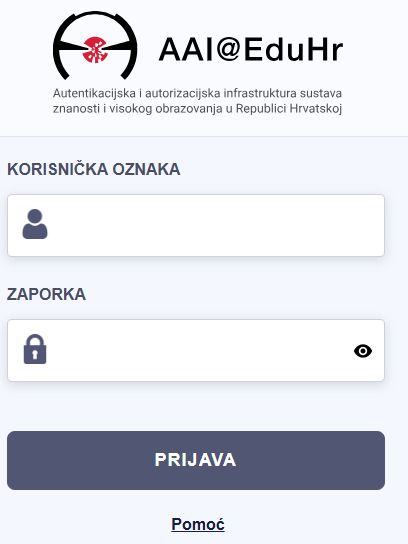 AAI@EduHr
Autentikacijska i autorizacijska infrastruktura sustava
znanosti i visokog obrazovanja u Republici Hrvatskoj
KORISNIČKA OZNAKA
ZAPORKA
PRIJAVA
Pomoć